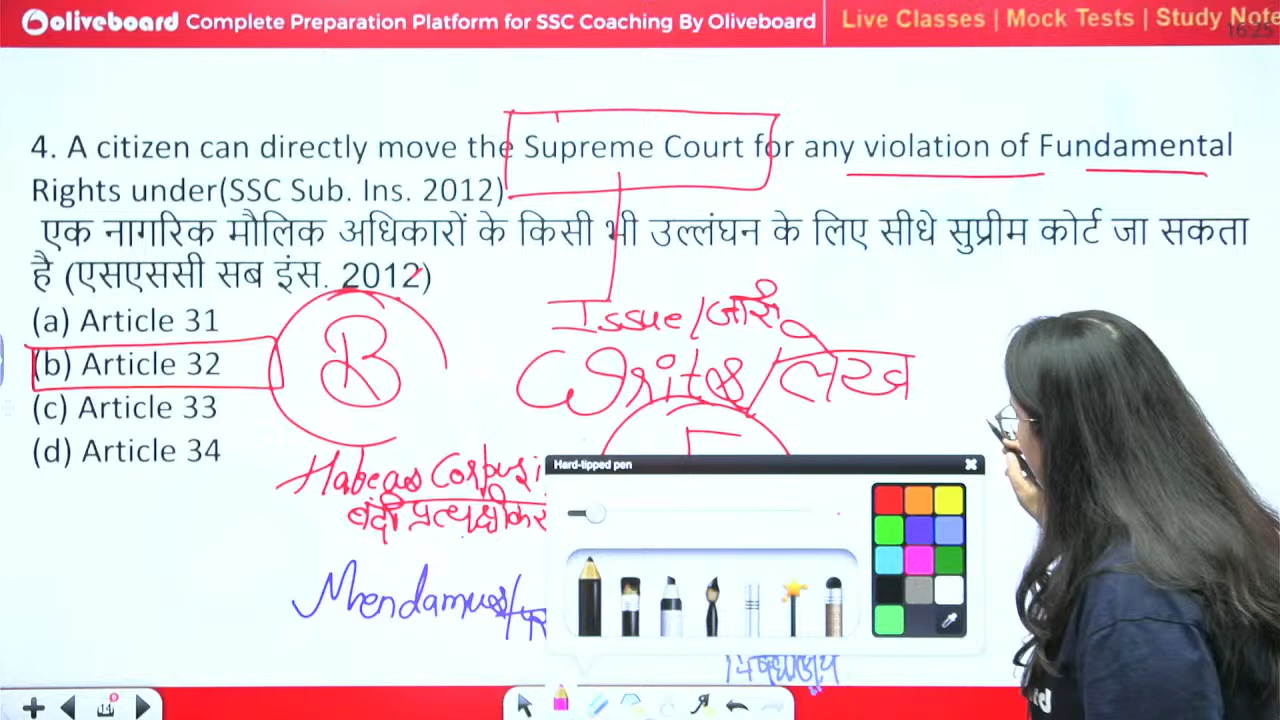 oliveboard Complete Preparation Platform for SSC Coaching By Oliveboard Live Classes | Mock Tests | Study Note
16:25
4. A citizen can directly move the Supreme Court for any violation of Fundamental
Rights under(SSC Sub. Ins. 2012)
एक नागरिक मौलिक अधिकारों के किसी भी उल्लंघन के लिए सीधे सुप्रीम कोर्ट जा सकता
है (एसएससी सब इंस. 2012)
(a) Article 31
Issue/जारी
(b) Article 32
B
Writs/लेख
(c) Article 33
(d) Article 34
Habeas Corpus
Hard-tipped pen
बंदी प्रत्यक्षीकर
Mendamus/